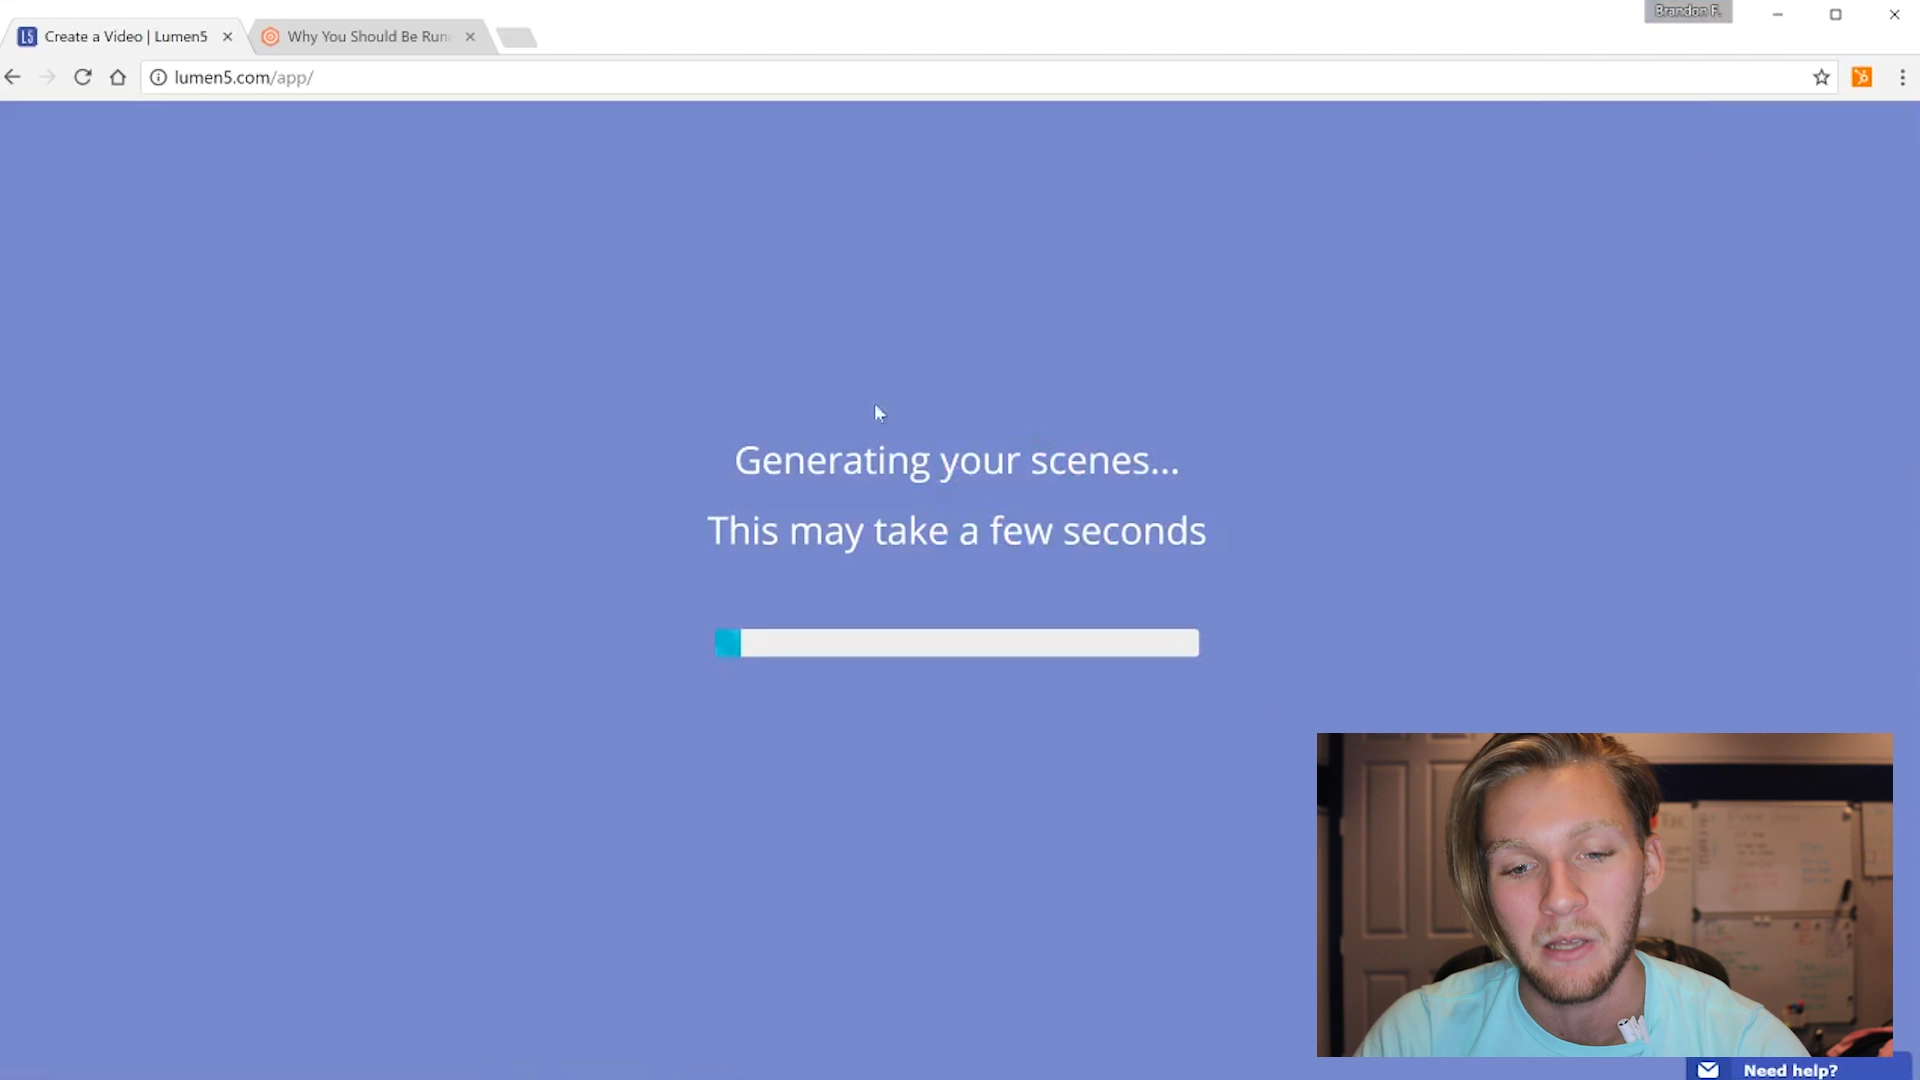 Brandon F.
L5 Create a Video | Lumen5
Why You Should Be Run
lumen5.com/app/
Generating your scenes...
This may take a few seconds
Need help?